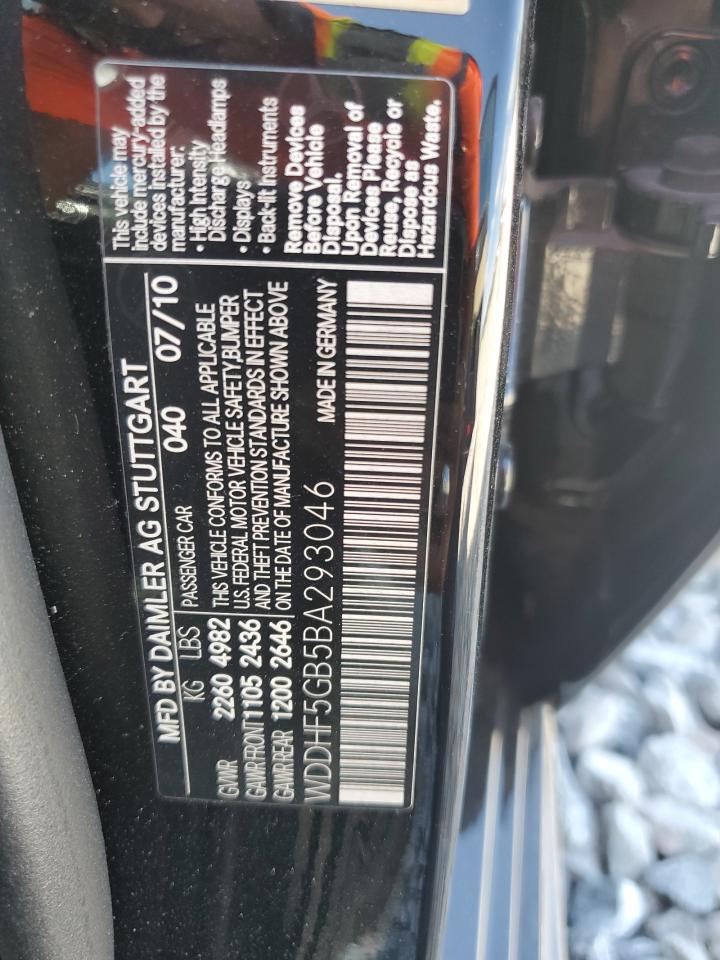 MFD BY DAIMLER AG STUTTGART
KG LBS 040 07/10
PASSENGER CAR
GVWR 2260 4982
GAWR-FRONT 1105 2436
GAWR-REAR 1200 2646
THIS VEHICLE CONFORMS TO ALL APPLICABLE
U.S. FEDERAL MOTOR VEHICLE SAFETY, BUMPER
AND THEFT PREVENTION STANDARDS IN EFFECT
ON THE DATE OF MANUFACTURE SHOWN ABOVE
WDDHF5GB5BA293046
MADE IN GERMANY
This vehicle may
include mercury-added
devices installed by the
manufacturer:
• High Intensity
Discharge Headlamps
• Displays
• Back-lit Instruments
Remove Devices
Before Vehicle
Disposal.
Upon Removal of
Devices Please
Reuse, Recycle or
Dispose as
Hazardous Waste.